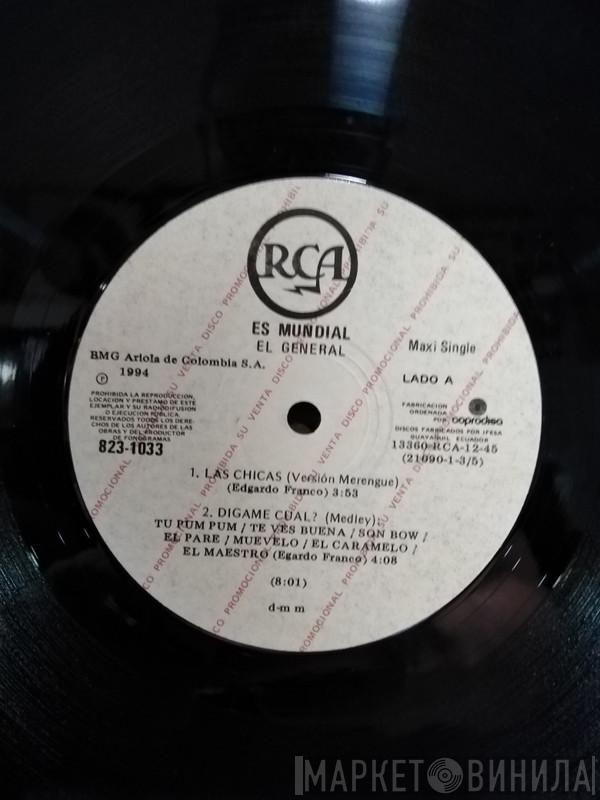 RCA
ES MUNDIAL
EL GENERAL
Maxi Single
BMG Ariola de Colombia S.A.
Ⓟ 1994
LADO A
PROHIBIDA LA REPRODUCCION,
LOCACION Y PRESTAMO DE ESTE
EJEMPLAR Y SU RADIODIFUSION
O EJECUCION PUBLICA,
RESERVADOS TODOS LOS DERE-
CHOS DE LOS AUTORES DE LAS
OBRAS Y DEL PRODUCTOR
DE FONOGRAMAS
823-1033
FABRICACION
ORDENADA
POR coprodisa
DISCOS FABRICADOS POR IFESA
GUAYAQUIL ECUADOR
13360-RCA-12-45
(21090-1-3/5)
1. LAS CHICAS (Versión Merengue)
(Edgardo Franco) 3:53
2. DIGAME CUAL? (Medley):
TU PUM PUM / TE VES BUENA / SON BOW /
EL PARE / MUEVELO / EL CARAMELO /
EL MAESTRO (Egardo Franco) 4:08
(8:01)
d-m m
DISCO PROMOCIONAL PROHIBIDA SU VENTA
МАРКЕТ ВИНИЛА